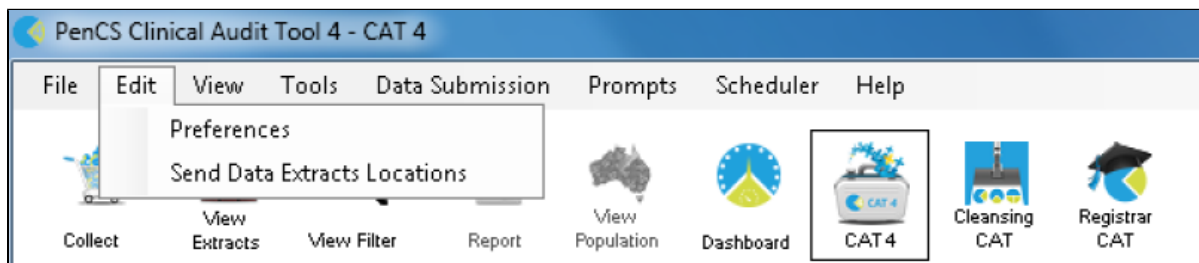 PenCS Clinical Audit Tool 4 - CAT 4
File Edit View Tools Data Submission Prompts Scheduler Help
Preferences
Send Data Extracts Locations
CAT 4
Collect
View Extracts
View Filter
Report
View Population
Dashboard
CAT 4
Cleansing CAT
Registrar CAT